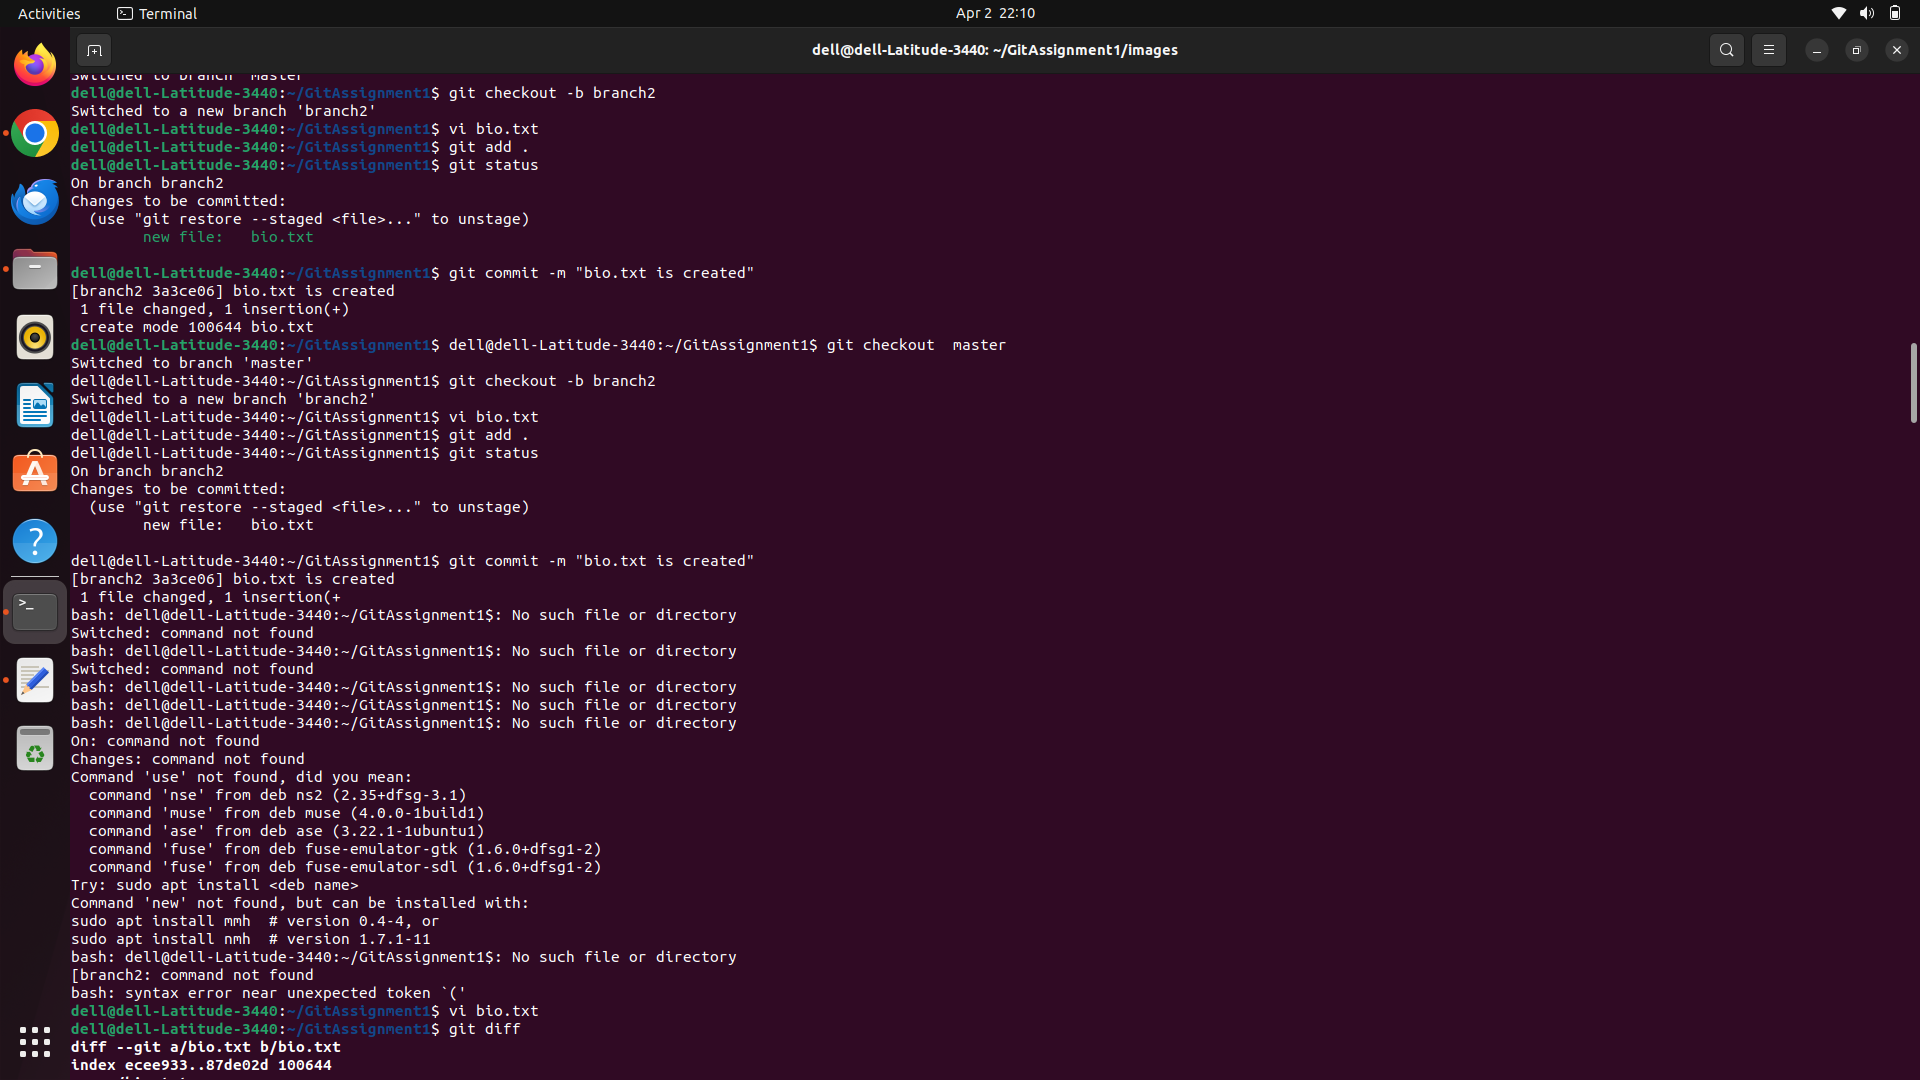 Activities
Terminal
Apr 2 22:10
dell@dell-Latitude-3440: ~/GitAssignment1/images
Switched to branch 'master'
dell@dell-Latitude-3440:~/GitAssignment1$ git checkout -b branch2
Switched to a new branch 'branch2'
dell@dell-Latitude-3440:~/GitAssignment1$ vi bio.txt
dell@dell-Latitude-3440:~/GitAssignment1$ git add .
dell@dell-Latitude-3440:~/GitAssignment1$ git status
On branch branch2
Changes to be committed:
  (use "git restore --staged <file>..." to unstage)
        new file:   bio.txt

dell@dell-Latitude-3440:~/GitAssignment1$ git commit -m "bio.txt is created"
[branch2 3a3ce06] bio.txt is created
 1 file changed, 1 insertion(+)
 create mode 100644 bio.txt
dell@dell-Latitude-3440:~/GitAssignment1$ dell@dell-Latitude-3440:~/GitAssignment1$ git checkout  master
Switched to branch 'master'
dell@dell-Latitude-3440:~/GitAssignment1$ git checkout -b branch2
Switched to a new branch 'branch2'
dell@dell-Latitude-3440:~/GitAssignment1$ vi bio.txt
dell@dell-Latitude-3440:~/GitAssignment1$ git add .
dell@dell-Latitude-3440:~/GitAssignment1$ git status
On branch branch2
Changes to be committed:
  (use "git restore --staged <file>..." to unstage)
        new file:   bio.txt

dell@dell-Latitude-3440:~/GitAssignment1$ git commit -m "bio.txt is created"
[branch2 3a3ce06] bio.txt is created
 1 file changed, 1 insertion(+
bash: dell@dell-Latitude-3440:~/GitAssignment1$: No such file or directory
Switched: command not found
bash: dell@dell-Latitude-3440:~/GitAssignment1$: No such file or directory
Switched: command not found
bash: dell@dell-Latitude-3440:~/GitAssignment1$: No such file or directory
bash: dell@dell-Latitude-3440:~/GitAssignment1$: No such file or directory
bash: dell@dell-Latitude-3440:~/GitAssignment1$: No such file or directory
On: command not found
Changes: command not found
Command 'use' not found, did you mean:
  command 'nse' from deb ns2 (2.35+dfsg-3.1)
  command 'muse' from deb muse (4.0.0-1build1)
  command 'ase' from deb ase (3.22.1-1ubuntu1)
  command 'fuse' from deb fuse-emulator-gtk (1.6.0+dfsg1-2)
  command 'fuse' from deb fuse-emulator-sdl (1.6.0+dfsg1-2)
Try: sudo apt install <deb name>
Command 'new' not found, but can be installed with:
sudo apt install mmh  # version 0.4-4, or
sudo apt install nmh  # version 1.7.1-11
bash: dell@dell-Latitude-3440:~/GitAssignment1$: No such file or directory
[branch2: command not found
bash: syntax error near unexpected token `('
dell@dell-Latitude-3440:~/GitAssignment1$ vi bio.txt
dell@dell-Latitude-3440:~/GitAssignment1$ git diff
diff --git a/bio.txt b/bio.txt
index ecee933..87de02d 100644